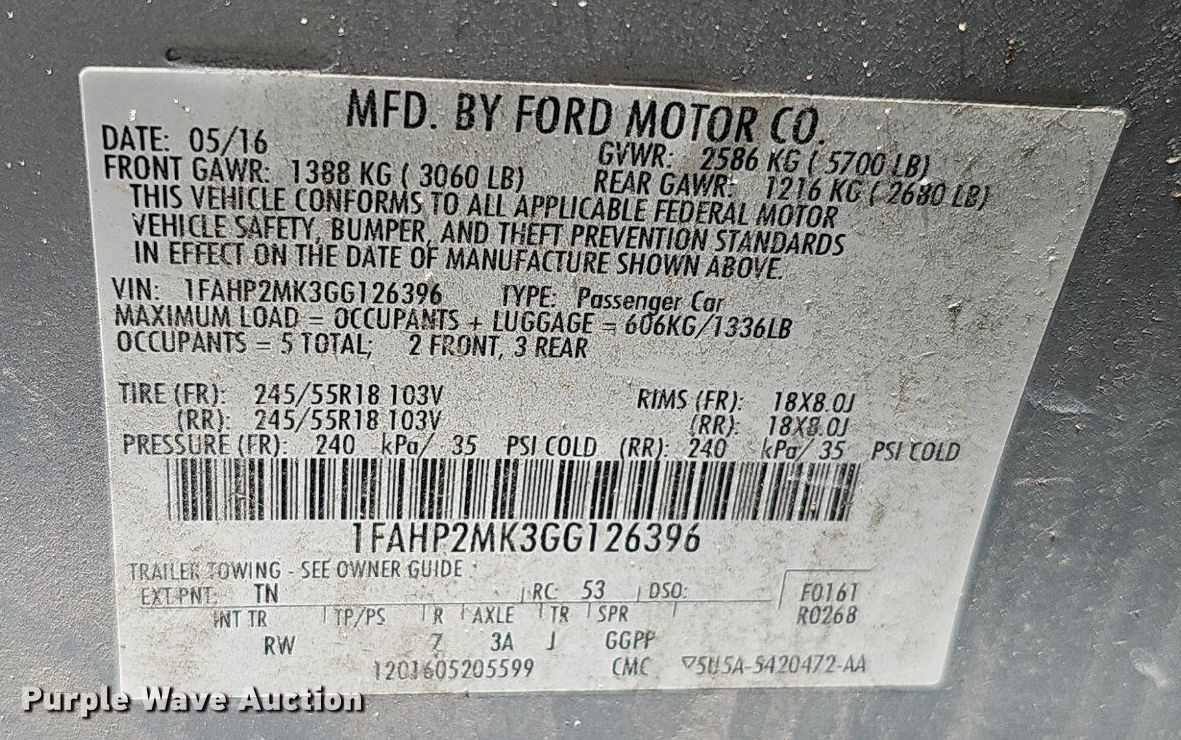 MFD. BY FORD MOTOR CO.
DATE: 05/16 GVWR: 2586 KG ( 5700 LB)
FRONT GAWR: 1388 KG ( 3060 LB) REAR GAWR: 1216 KG ( 2680 LB)
THIS VEHICLE CONFORMS TO ALL APPLICABLE FEDERAL MOTOR
VEHICLE SAFETY, BUMPER, AND THEFT PREVENTION STANDARDS
IN EFFECT ON THE DATE OF MANUFACTURE SHOWN ABOVE.
VIN: 1FAHP2MK3GG126396 TYPE: Passenger Car
MAXIMUM LOAD = OCCUPANTS + LUGGAGE = 606KG/1336LB
OCCUPANTS = 5 TOTAL; 2 FRONT, 3 REAR
TIRE (FR): 245/55R18 103V RIMS (FR): 18X8.0J
(RR): 245/55R18 103V (RR): 18X8.0J
PRESSURE (FR): 240 kPa/ 35 PSI COLD (RR): 240 kPa/ 35 PSI COLD
1FAHP2MK3GG126396
TRAILER TOWING - SEE OWNER GUIDE
EXT PNT: TN RC: 53 DSO: F0161
INT TR TP/PS R AXLE TR SPR R0268
RW 7 3A J GGPP
1201605205599 CMC 5U5A-5420472-AA
Purple Wave Auction